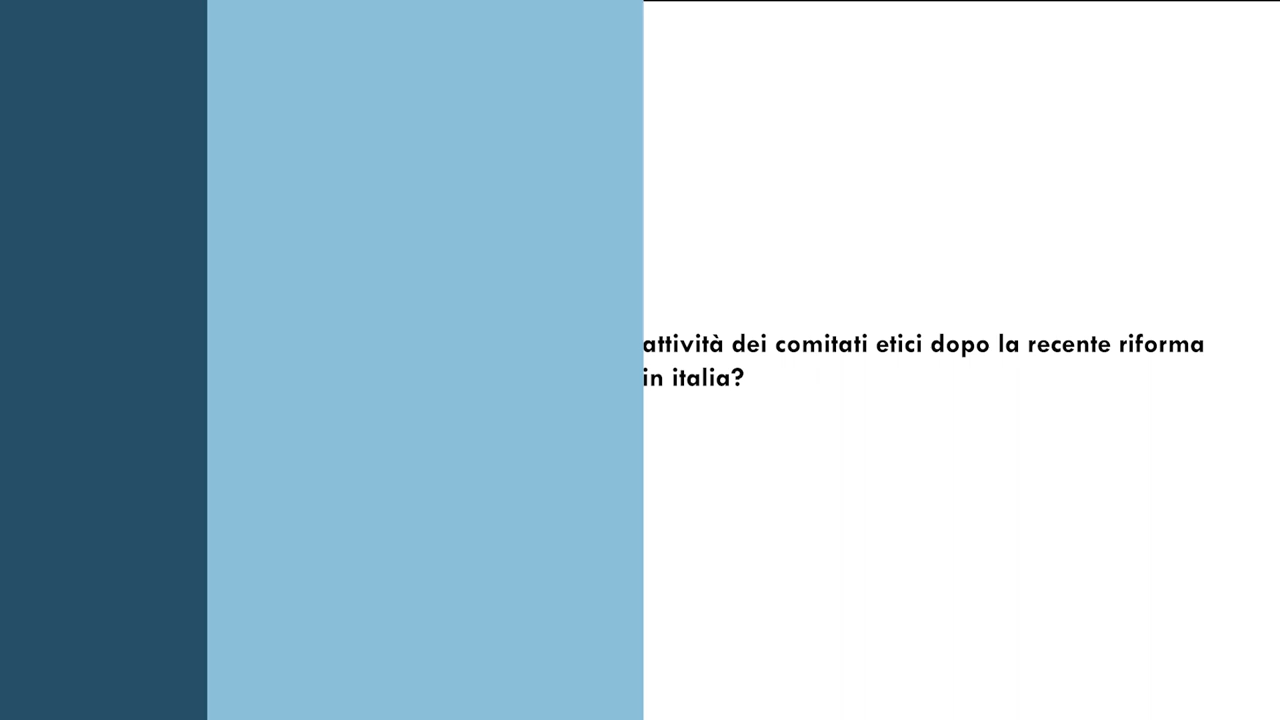 attività dei comitati etici dopo la recente riforma
in italia?